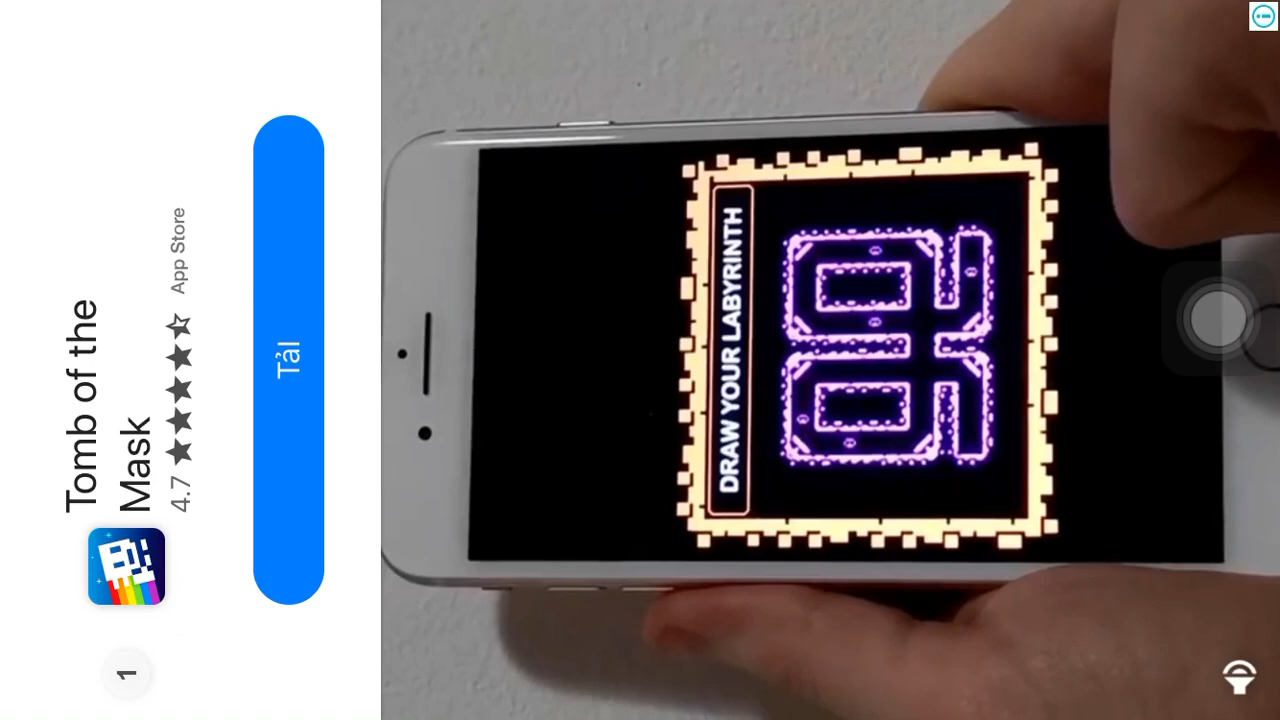 1
Tomb of the
Mask
4.7 ★★★★⯪ App Store
Tải
DRAW YOUR LABYRINTH